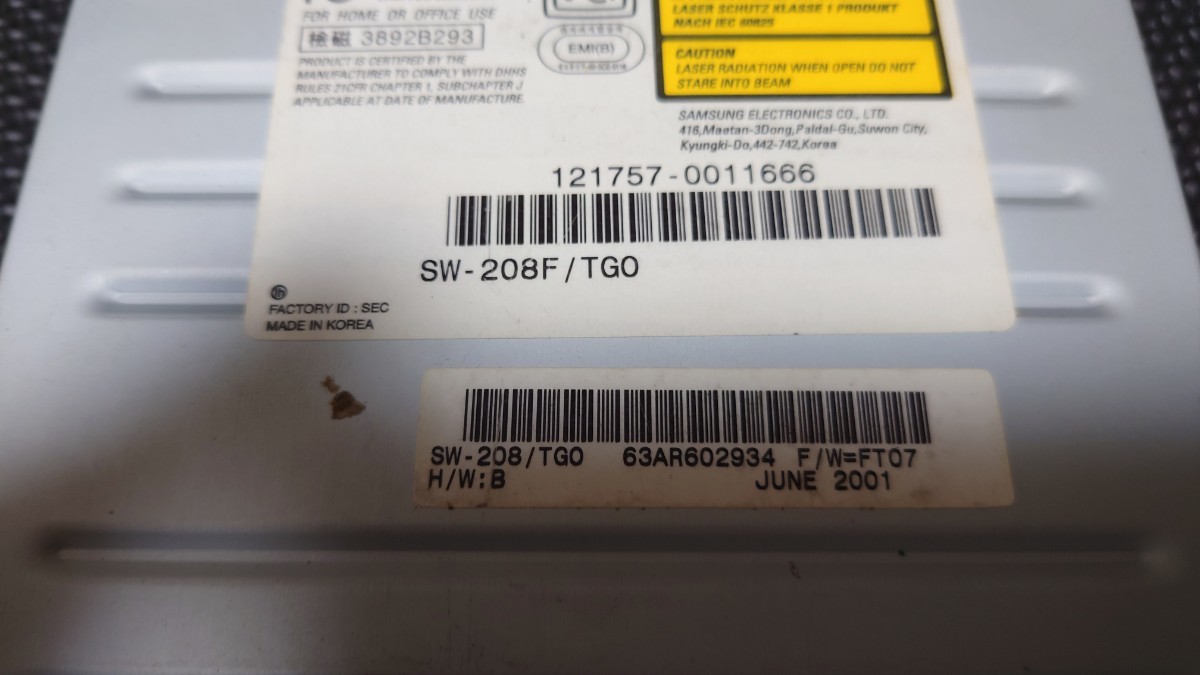 FOR HOME OR OFFICE USE
檢磁 3892B293
PRODUCT IS CERTIFIED BY THE
MANUFACTURER TO COMPLY WITH DHHS
RULES 21CFR CHAPTER 1, SUBCHAPTER J
APPLICABLE AT DATE OF MANUFACTURE.
EMI(B)
LASER SCHUTZ KLASSE 1 PRODUKT
NACH IEC 60825
CAUTION
LASER RADIATION WHEN OPEN DO NOT
STARE INTO BEAM
SAMSUNG ELECTRONICS CO., LTD.
416,Maetan-3Dong,Paldal-Gu,Suwon City,
Kyungki-Do,442-742,Korea
121757-0011666
SW-208F/TGO
FACTORY ID : SEC
MADE IN KOREA
SW-208/TGO 63AR602934 F/W=FT07
H/W:B JUNE 2001